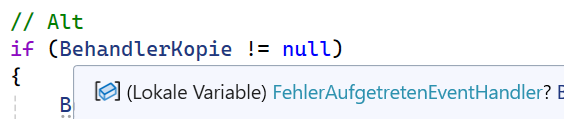 // Alt
if (BehandlerKopie != null)
{
(Lokale Variable) FehlerAufgetretenEventHandler?